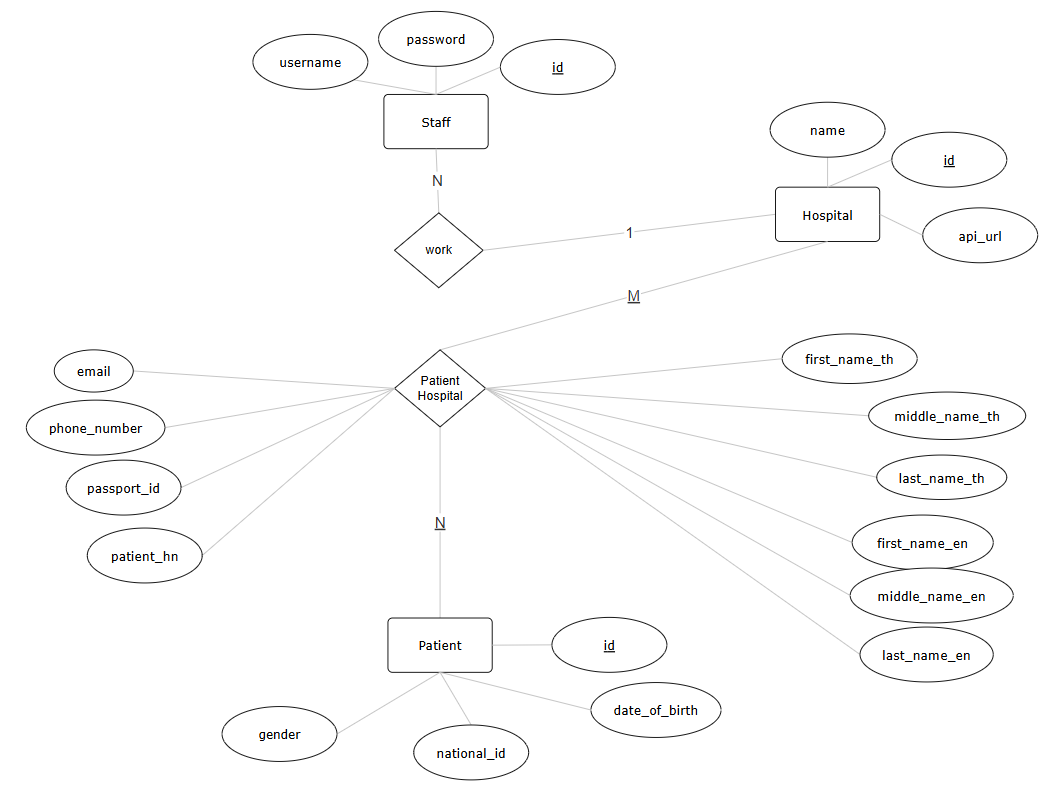 password
username
id
Staff
name
id
N
Hospital
1
api_url
work
M
first_name_th
email
Patient
Hospital
middle_name_th
phone_number
last_name_th
passport_id
N
first_name_en
patient_hn
middle_name_en
Patient
id
last_name_en
date_of_birth
gender
national_id